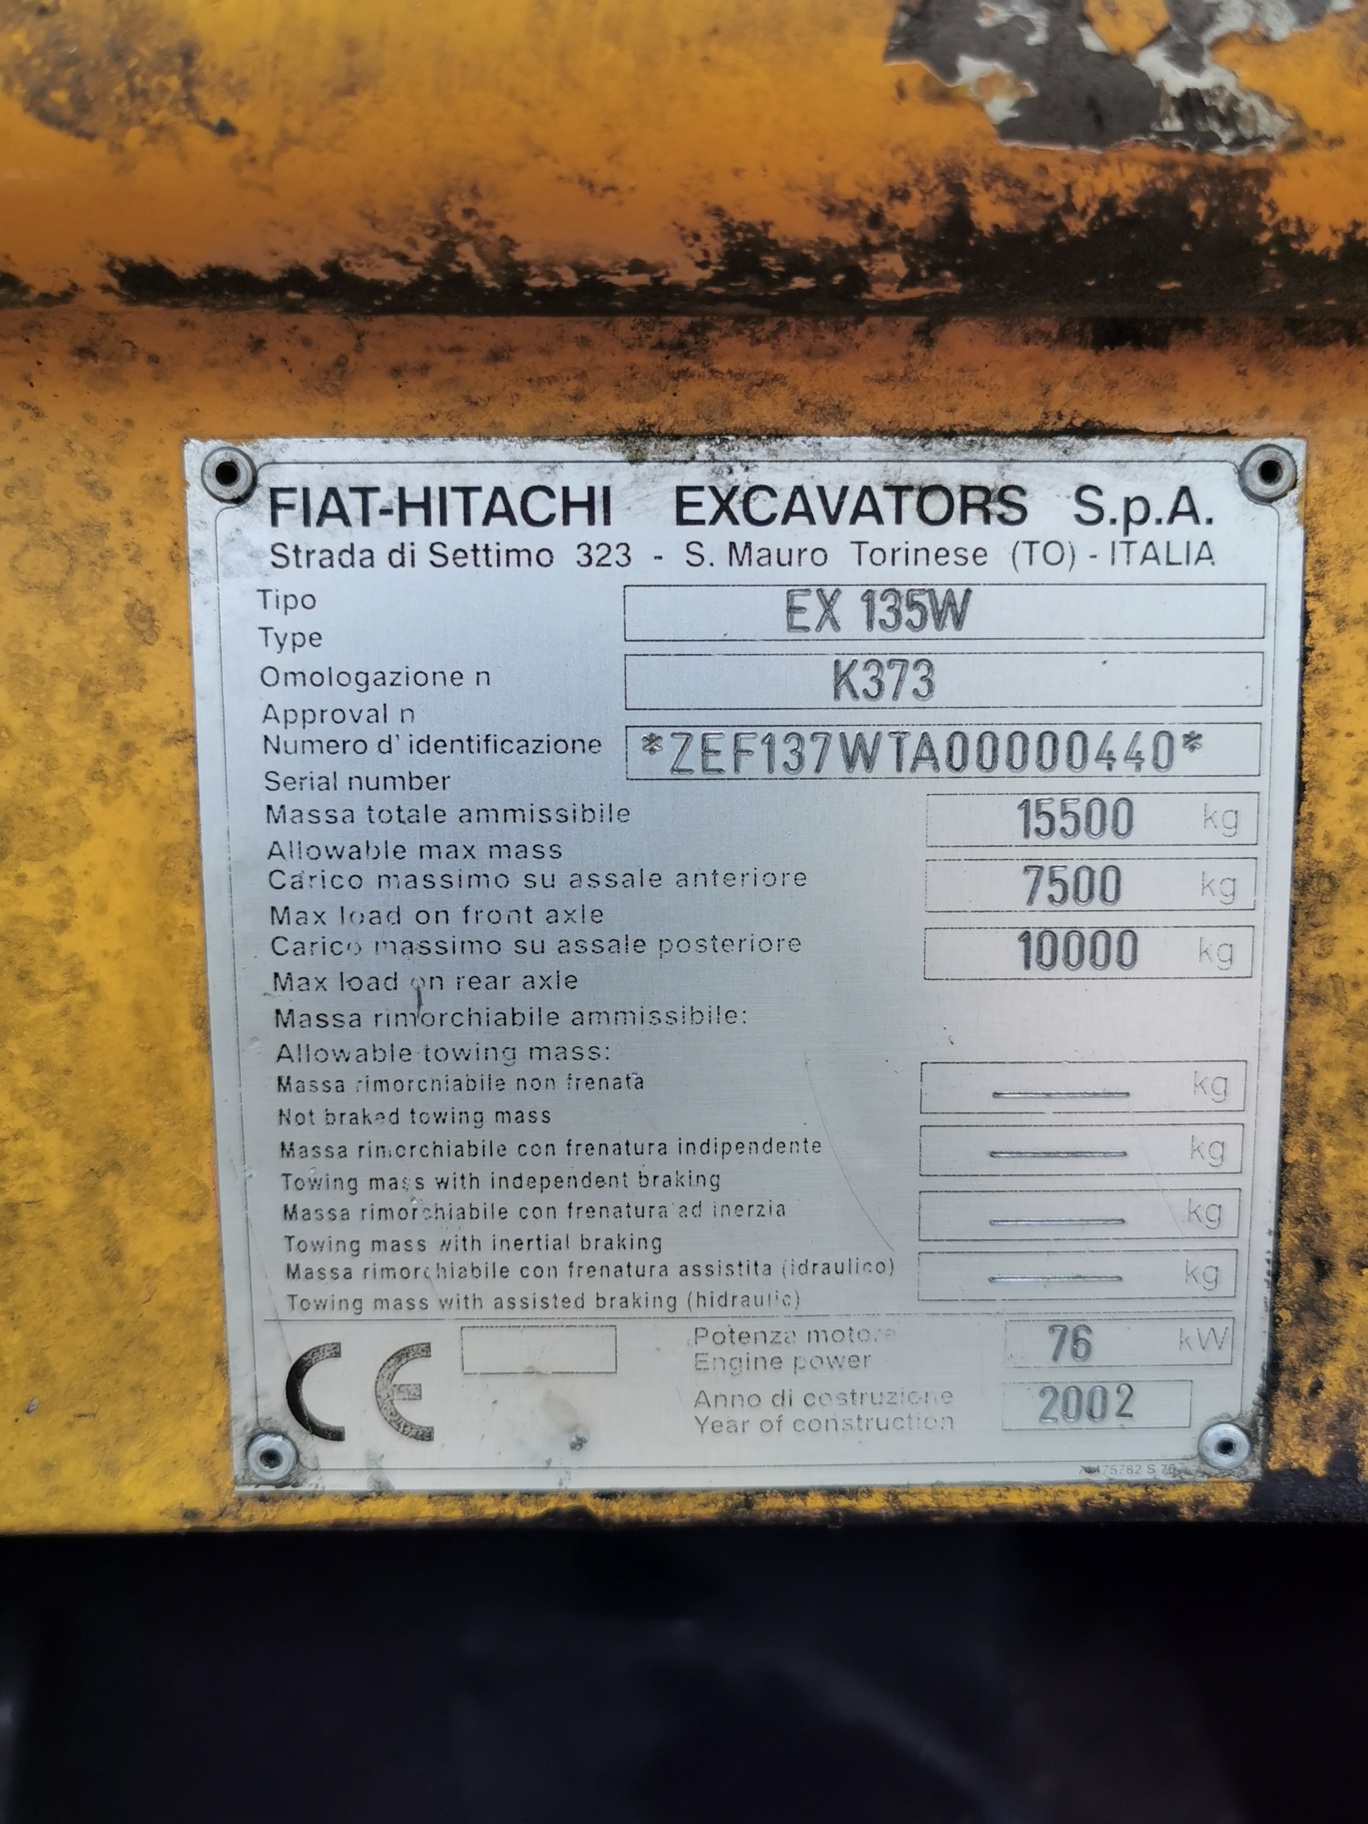 FIAT-HITACHI EXCAVATORS S.p.A.
Strada di Settimo 323 - S. Mauro Torinese (TO) - ITALIA
Tipo
Type
EX 135W
Omologazione n
Approval n
K373
Numero d' identificazione
Serial number
*ZEF137WTA00000440*
Massa totale ammissibile
Allowable max mass
15500 kg
Carico massimo su assale anteriore
Max load on front axle
7500 kg
Carico massimo su assale posteriore
Max load on rear axle
10000 kg
Massa rimorchiabile ammissibile:
Allowable towing mass:
Massa rimorchiabile non frenata
Not braked towing mass
— kg
Massa rimorchiabile con frenatura indipendente
Towing mass with independent braking
— kg
Massa rimorchiabile con frenatura ad inerzia
Towing mass with inertial braking
— kg
Massa rimorchiabile con frenatura assistita (idraulico)
Towing mass with assisted braking (hidraulic)
— kg
CE
Potenza motore
Engine power
76 kW
Anno di costruzione
Year of construction
2002